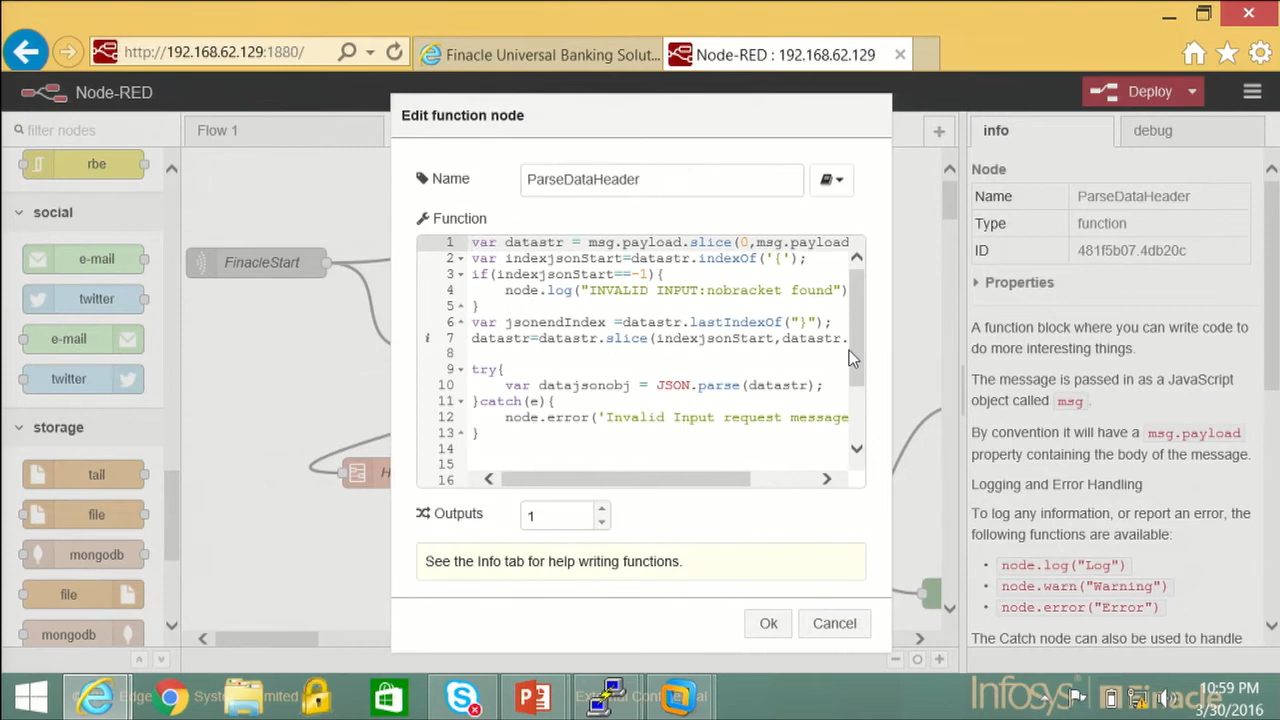 http://192.168.62.129:1880/
Finacle Universal Banking Solut...
Node-RED : 192.168.62.129
Node-RED
Deploy
filter nodes
Flow 1
rbe
social
e-mail
twitter
e-mail
twitter
storage
tail
file
mongodb
file
mongodb
FinacleStart
H
Edit function node
Name
ParseDataHeader
Function
1 var datastr = msg.payload.slice(0,msg.payload
2 var indexjsonStart=datastr.indexOf('{');
3 if(indexjsonStart==-1){
4 node.log("INVALID INPUT:nobracket found")
5 }
6 var jsonendIndex =datastr.lastIndexOf("}");
7 datastr=datastr.slice(indexjsonStart,datastr.
8
9 try{
10 var datajsonobj = JSON.parse(datastr);
11 }catch(e){
12 node.error('Invalid Input request message
13 }
14
15
16
Outputs
1
See the Info tab for help writing functions.
Ok
Cancel
info
debug
Node
Name
ParseDataHeader
Type
function
ID
481f5b07.4db20c
Properties
A function block where you can write code to
do more interesting things.
The message is passed in as a JavaScript
object called msg.
By convention it will have a msg.payload
property containing the body of the message.
Logging and Error Handling
To log any information, or report an error, the
following functions are available:
• node.log("Log")
• node.warn("Warning")
• node.error("Error")
The Catch node can also be used to handle
Edge
System
Limited
External
Infosys
Finacle
10:59 PM
3/30/2016